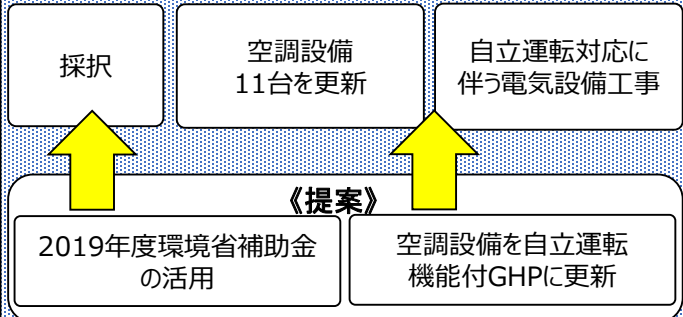 採択
空調設備
11台を更新
自立運転対応に
伴う電気設備工事
《提案》
2019年度環境省補助金
の活用
空調設備を自立運転
機能付GHPに更新